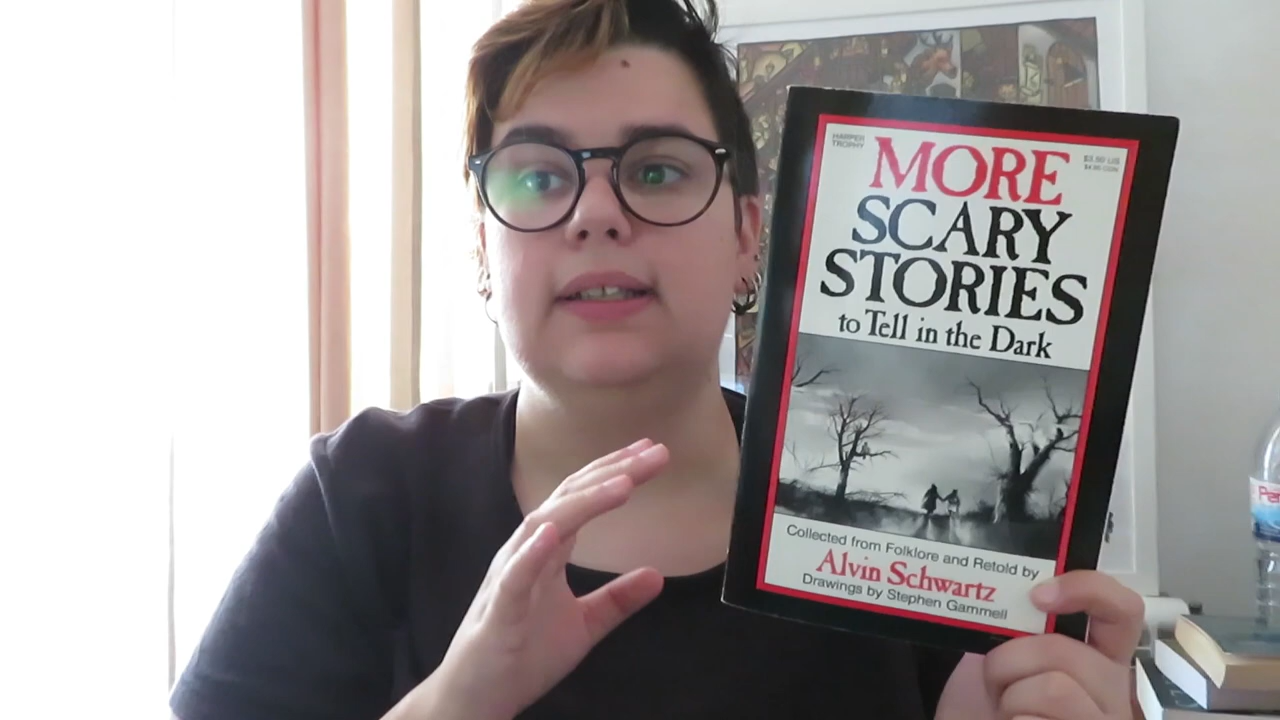 HARPER
TROPHY
$3.50 US
$4.95 CDN
MORE
SCARY
STORIES
to Tell in the Dark
Collected from Folklore and Retold by
Alvin Schwartz
Drawings by Stephen Gammell